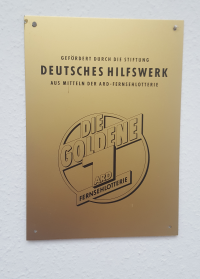 GEFÖRDERT DURCH DIE STIFTUNG
DEUTSCHES HILFSWERK
AUS MITTELN DER ARD-FERNSEHLOTTERIE
DIE
GOLDENE
1
ARD
FERNSEHLOTTERIE